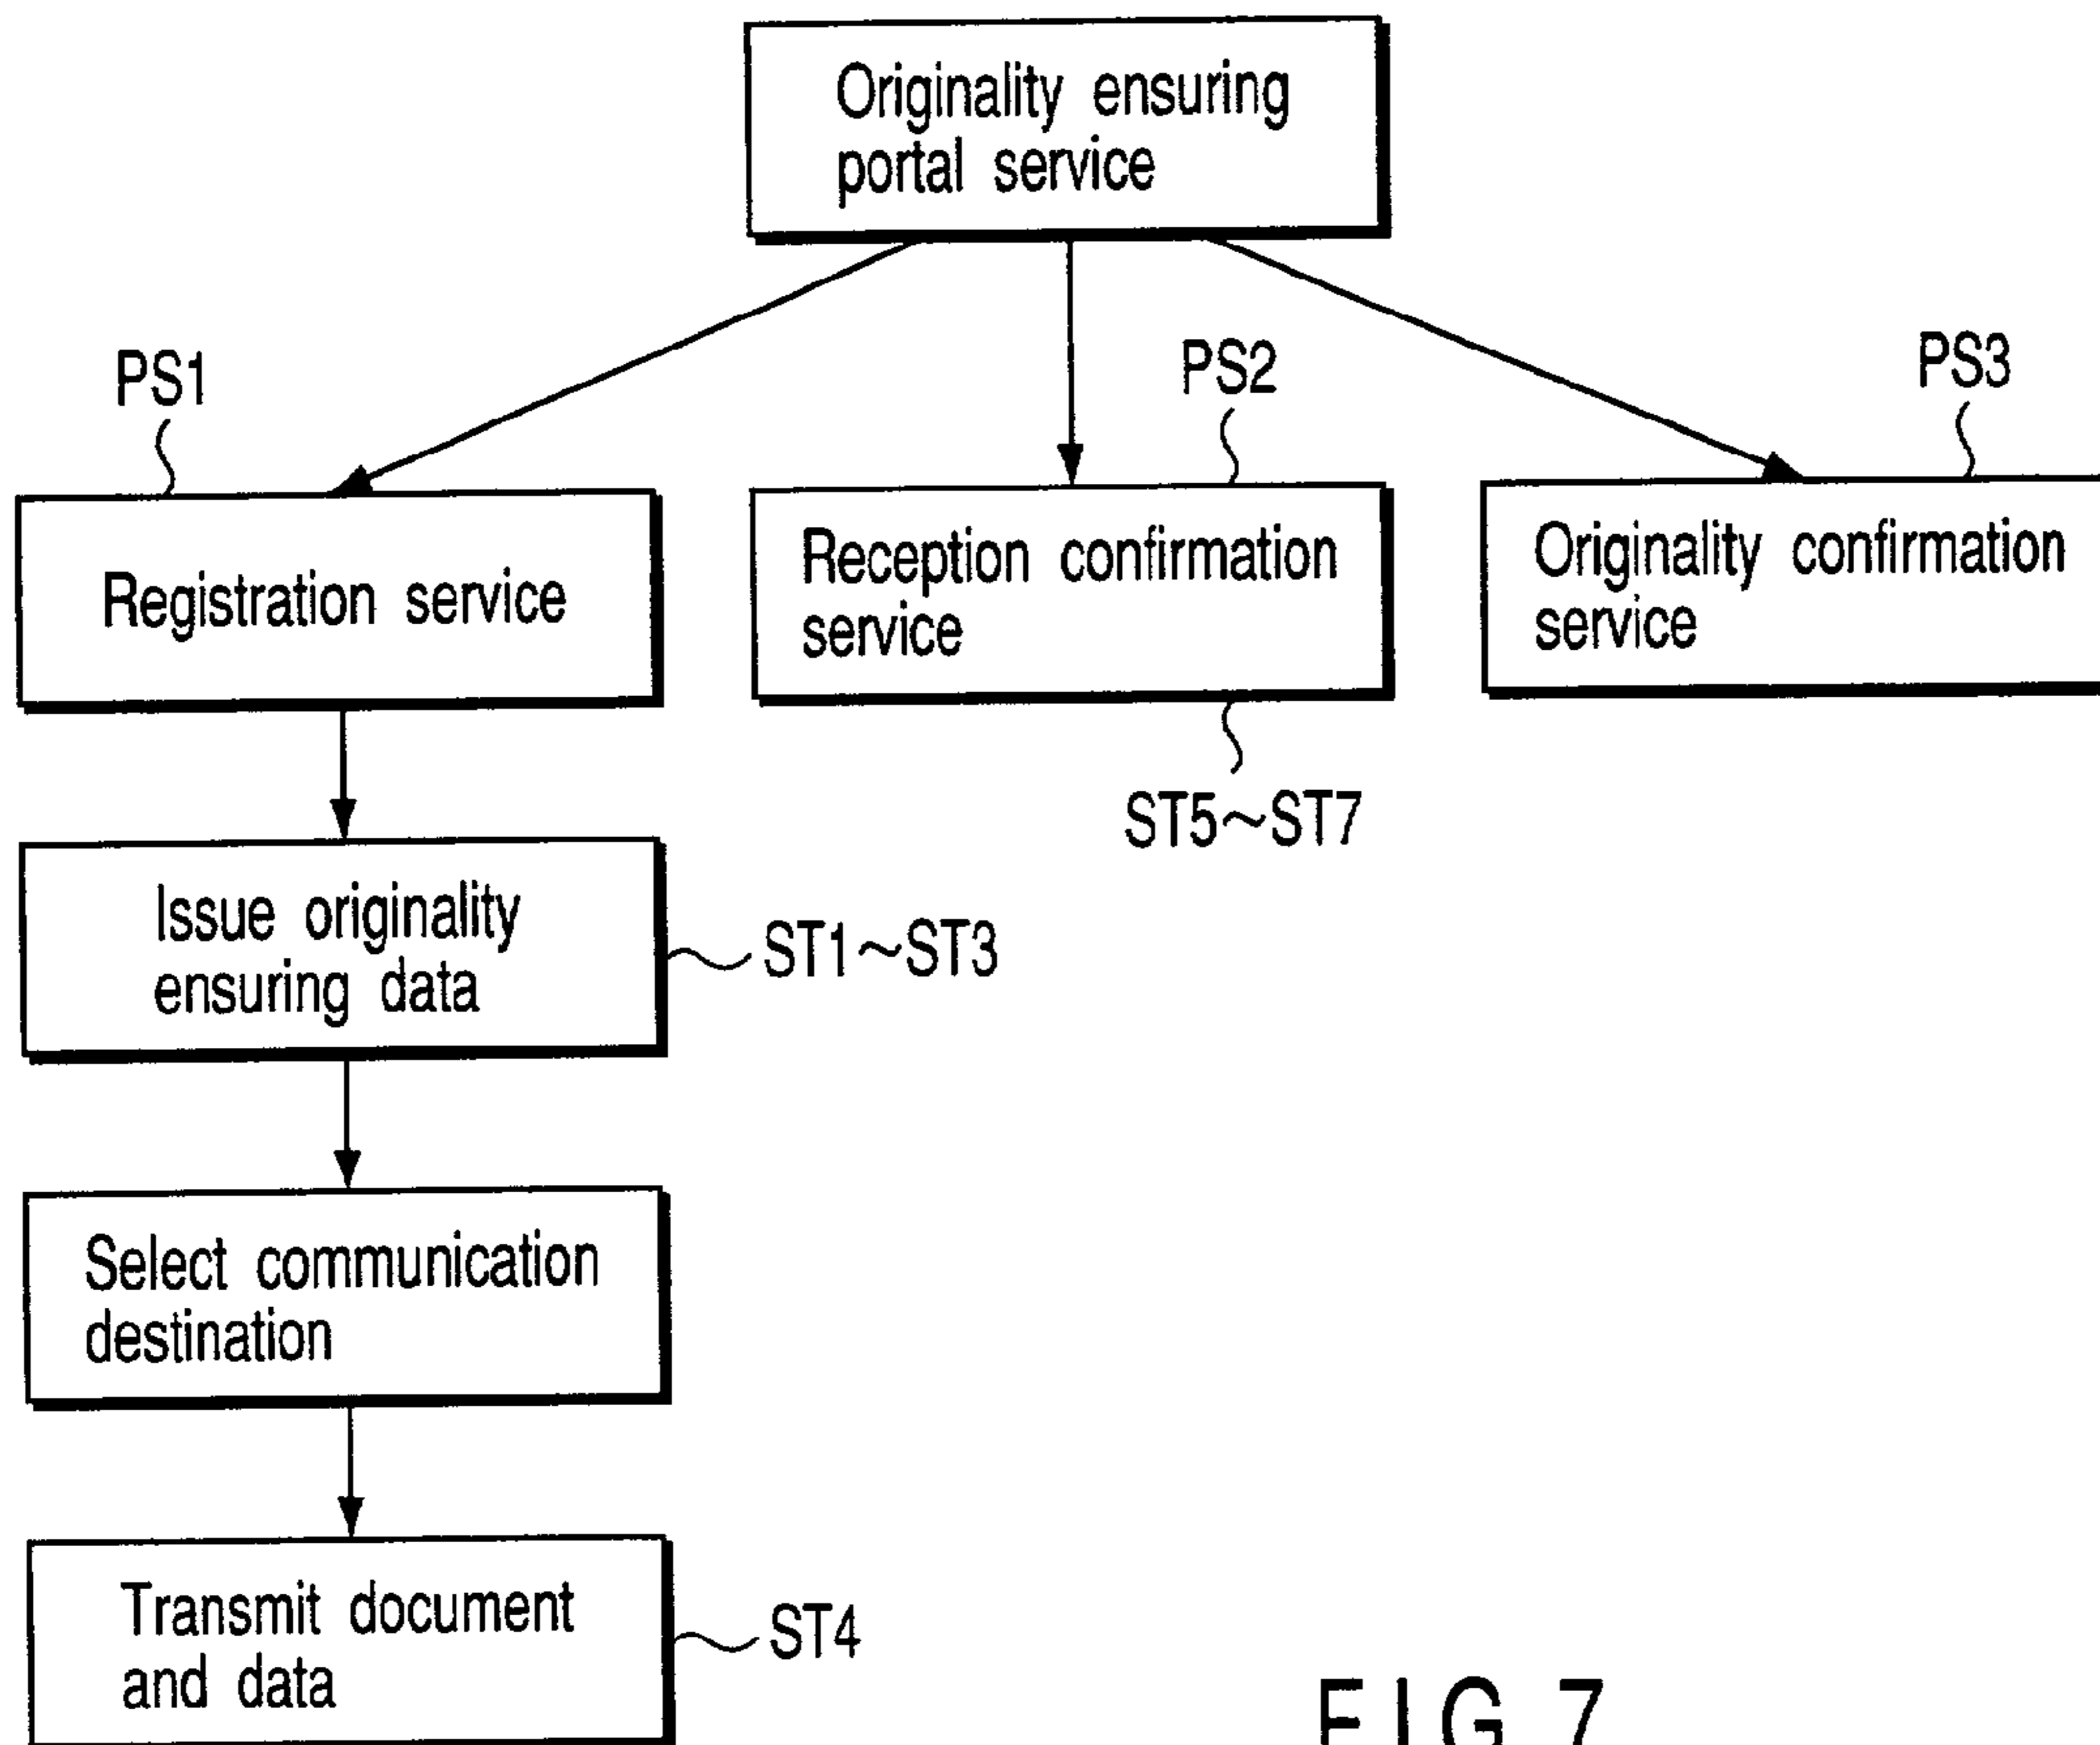 Originality ensuring
portal service
PS1
PS2
PS3
Registration service
Reception confirmation
service
Originality confirmation
service
ST5~ST7
Issue originality
ensuring data
ST1~ST3
Select communication
destination
Transmit document
and data
ST4
FIG 7